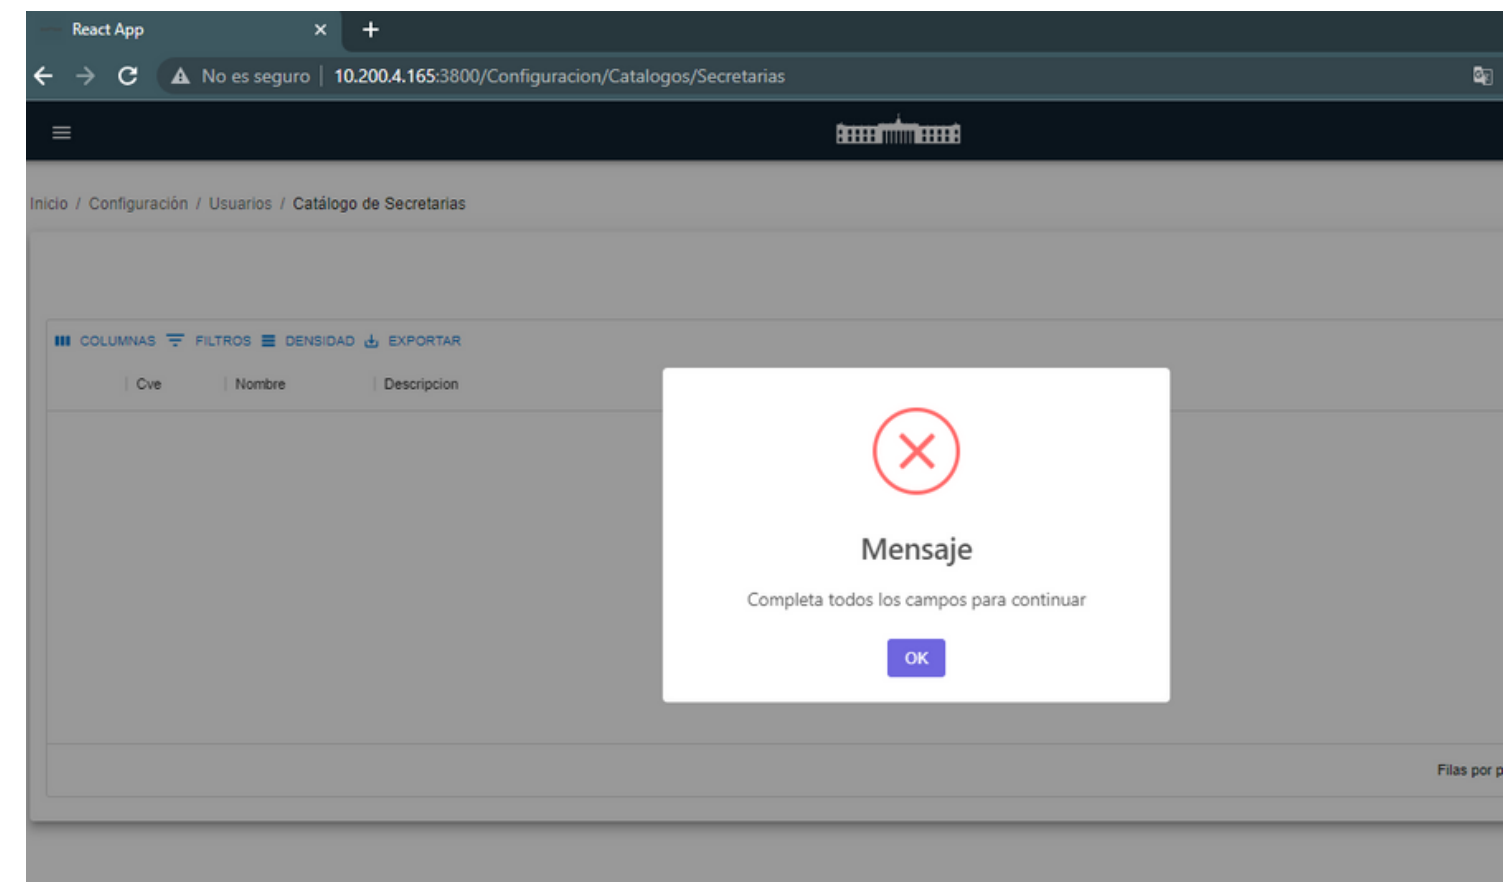 React App
No es seguro | 10.200.4.165:3800/Configuracion/Catalogos/Secretarias
Inicio / Configuración / Usuarios / Catálogo de Secretarias
COLUMNAS FILTROS DENSIDAD EXPORTAR
Cve Nombre Descripcion
Mensaje
Completa todos los campos para continuar
OK
Filas por p